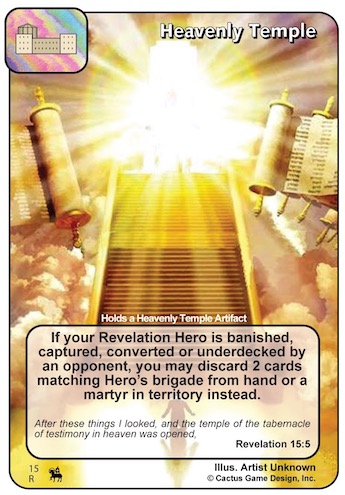 Heavenly Temple
Holds a Heavenly Temple Artifact
If your Revelation Hero is banished,
captured, converted or underdecked by
an opponent, you may discard 2 cards
matching Hero's brigade from hand or a
martyr in territory instead.
After these things I looked, and the temple of the tabernacle
of testimony in heaven was opened,
Revelation 15:5
15
R
Illus. Artist Unknown
© Cactus Game Design, Inc.